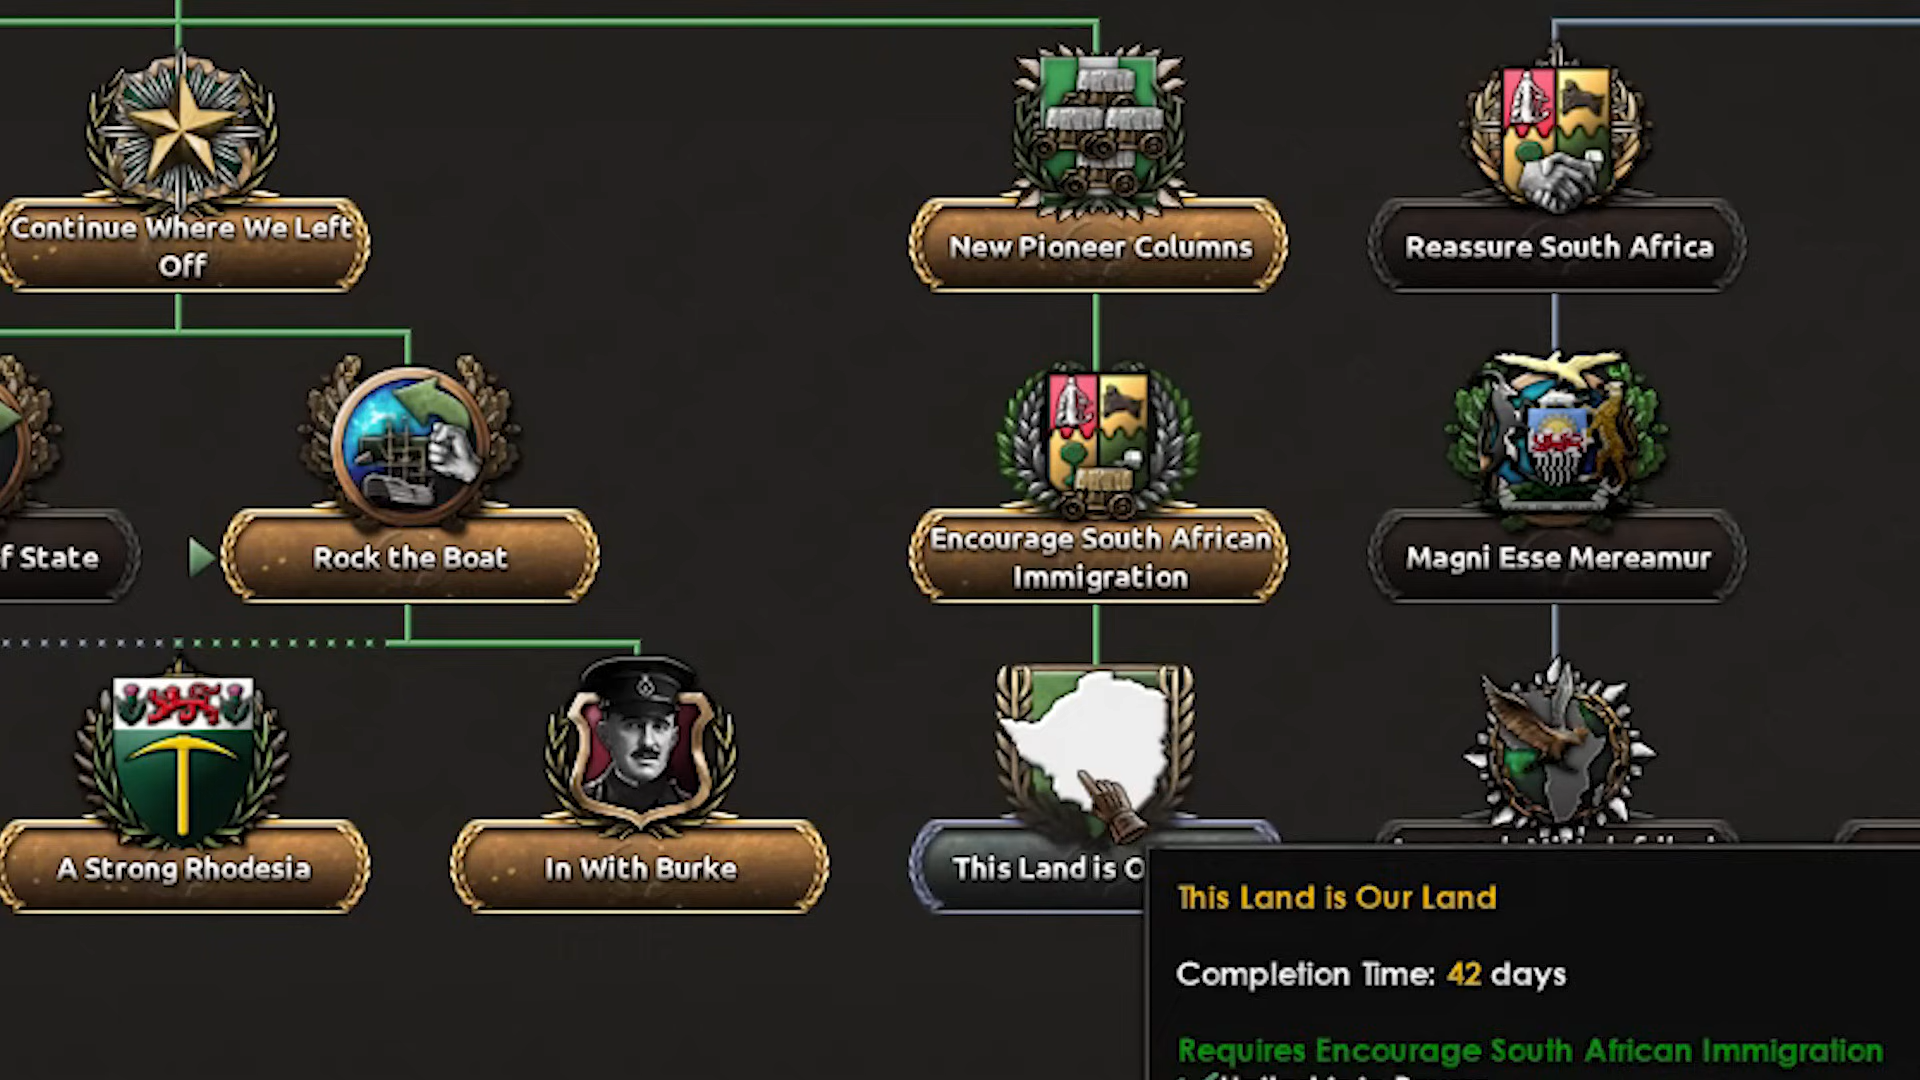 Continue Where We Left
Off
New Pioneer Columns
Reassure South Africa
f State
Rock the Boat
Encourage South African
Immigration
Magni Esse Mereamur
A Strong Rhodesia
In With Burke
This Land is O
This Land is Our Land
Completion Time: 42 days
Requires Encourage South African Immigration